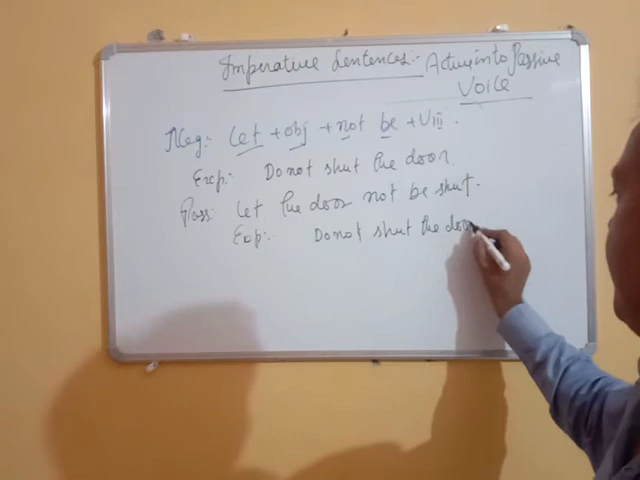 Imperative Sentences:- Active into Passive
Voice
Neg: Let + obj + not be + Viii.
Exp: Do not shut the door.
Pass: Let the door not be shut.
Exp: Do not shut the door